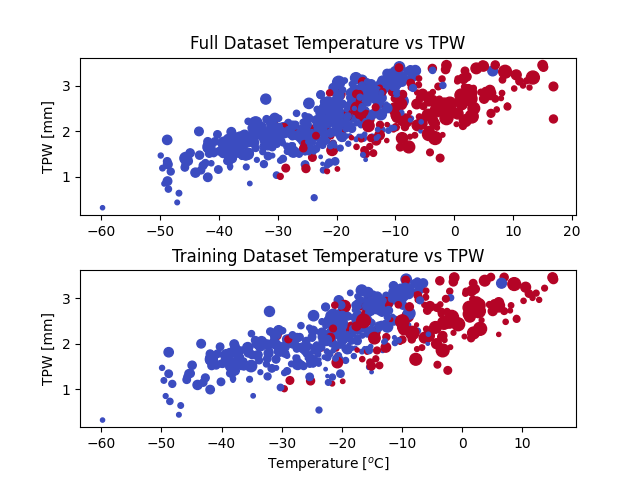 Full Dataset Temperature vs TPW
3
2
1
TPW [mm]
−60 −50 −40 −30 −20 −10 0 10 20
Training Dataset Temperature vs TPW
3
2
1
TPW [mm]
−60 −50 −40 −30 −20 −10 0 10
Temperature [°C]